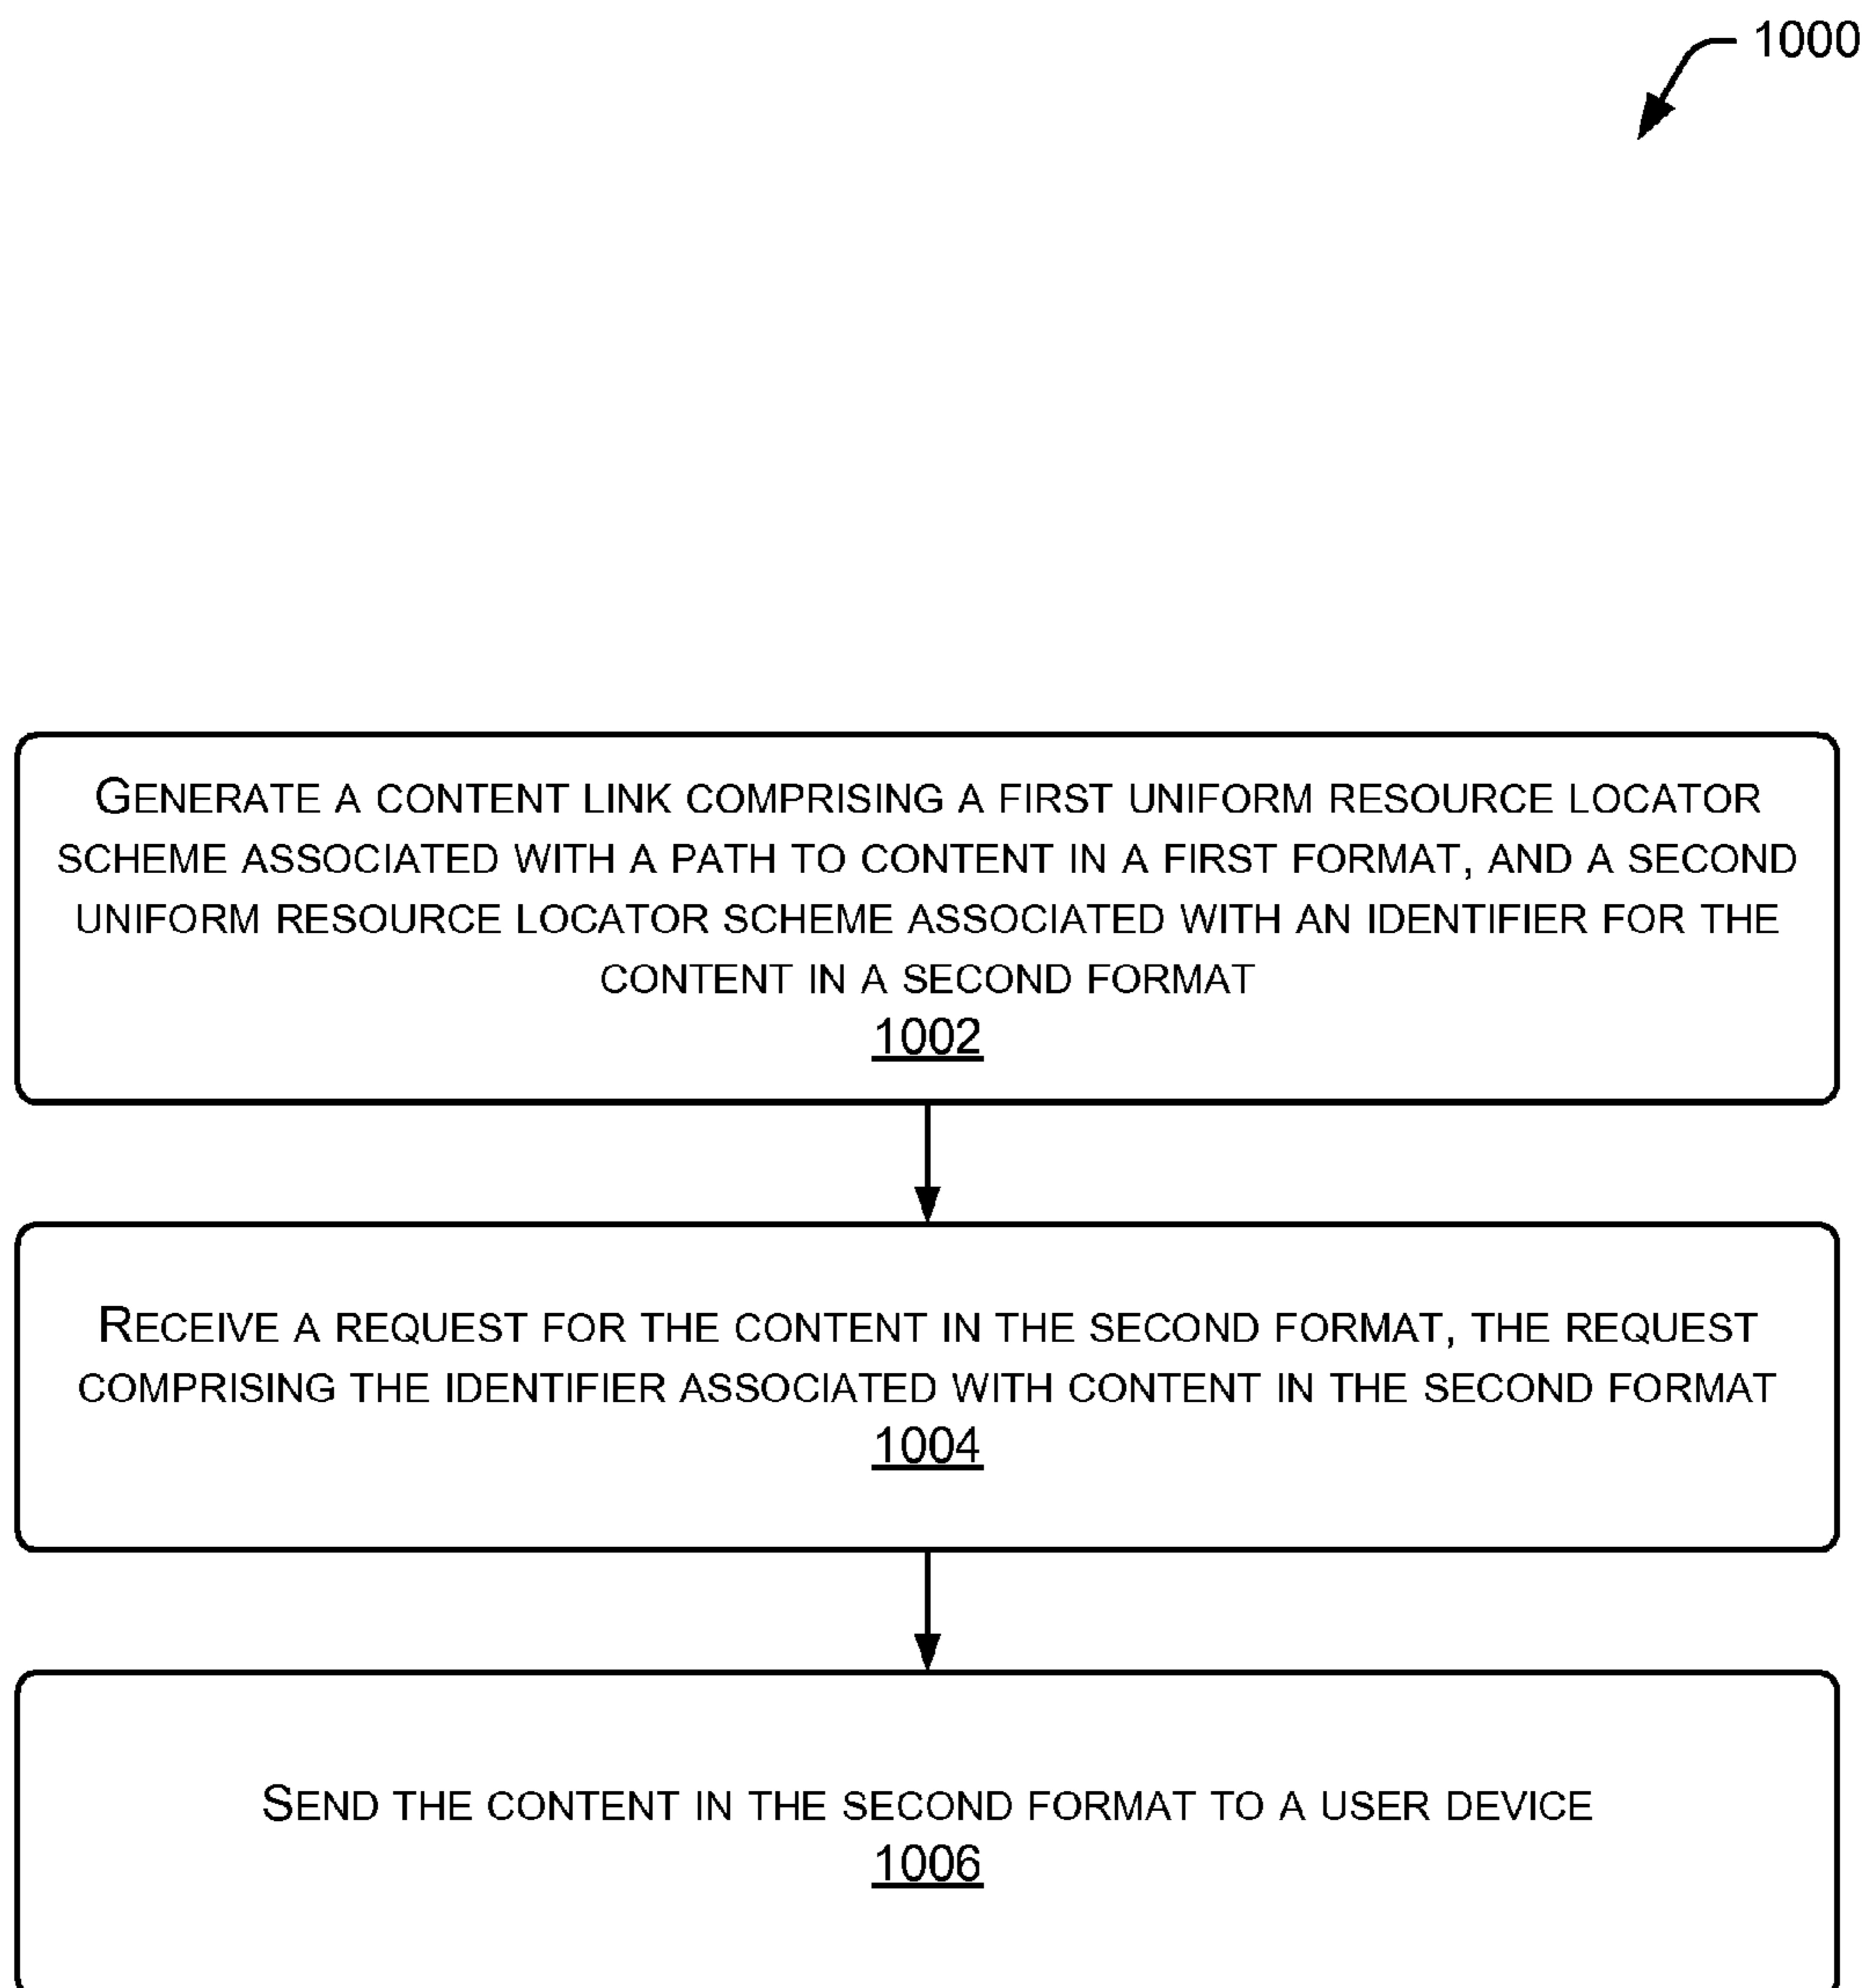 1000
GENERATE A CONTENT LINK COMPRISING A FIRST UNIFORM RESOURCE LOCATOR
SCHEME ASSOCIATED WITH A PATH TO CONTENT IN A FIRST FORMAT, AND A SECOND
UNIFORM RESOURCE LOCATOR SCHEME ASSOCIATED WITH AN IDENTIFIER FOR THE
CONTENT IN A SECOND FORMAT
1002
RECEIVE A REQUEST FOR THE CONTENT IN THE SECOND FORMAT, THE REQUEST
COMPRISING THE IDENTIFIER ASSOCIATED WITH CONTENT IN THE SECOND FORMAT
1004
SEND THE CONTENT IN THE SECOND FORMAT TO A USER DEVICE
1006